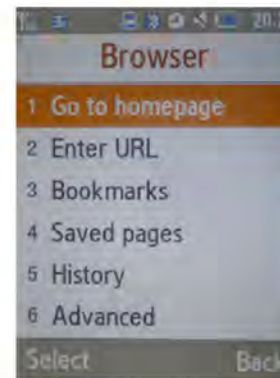 Browser
1 Go to homepage
2 Enter URL
3 Bookmarks
4 Saved pages
5 History
6 Advanced
Select Back